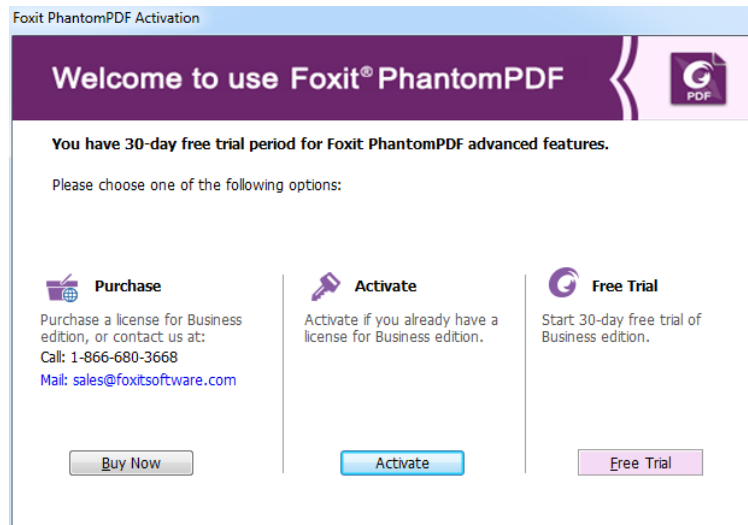 Foxit PhantomPDF Activation
Welcome to use Foxit® PhantomPDF
PDF
You have 30-day free trial period for Foxit PhantomPDF advanced features.
Please choose one of the following options:
Purchase
Purchase a license for Business
edition, or contact us at:
Call: 1-866-680-3668
Mail: sales@foxitsoftware.com
Buy Now
Activate
Activate if you already have a
license for Business edition.
Activate
Free Trial
Start 30-day free trial of
Business edition.
Free Trial